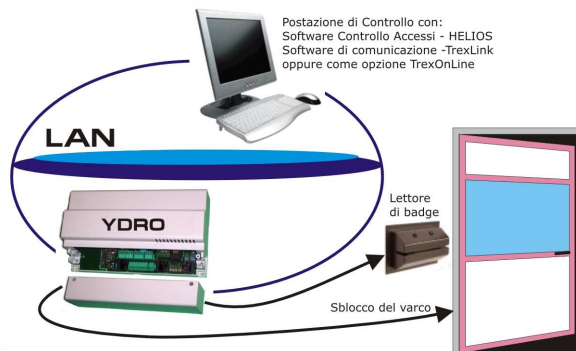 Postazione di Controllo con:
Software Controllo Accessi - HELIOS
Software di comunicazione -TrexLink
oppure come opzione TrexOnLine
LAN
YDRO
Lettore
di badge
Sblocco del varco